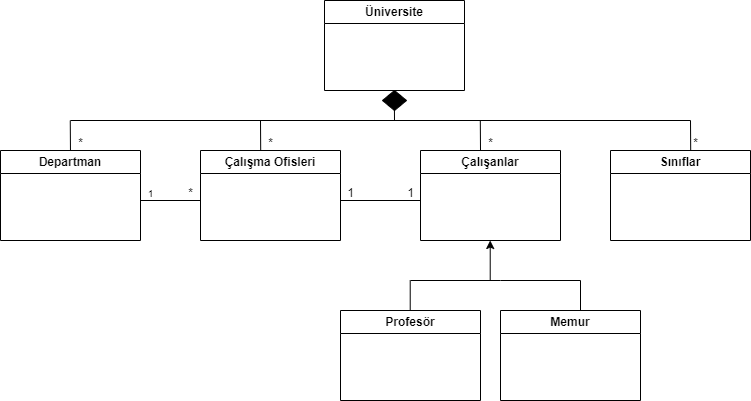 Üniversite
* * * *
Departman
Çalışma Ofisleri
Çalışanlar
Sınıflar
1 * 1 1
Profesör
Memur